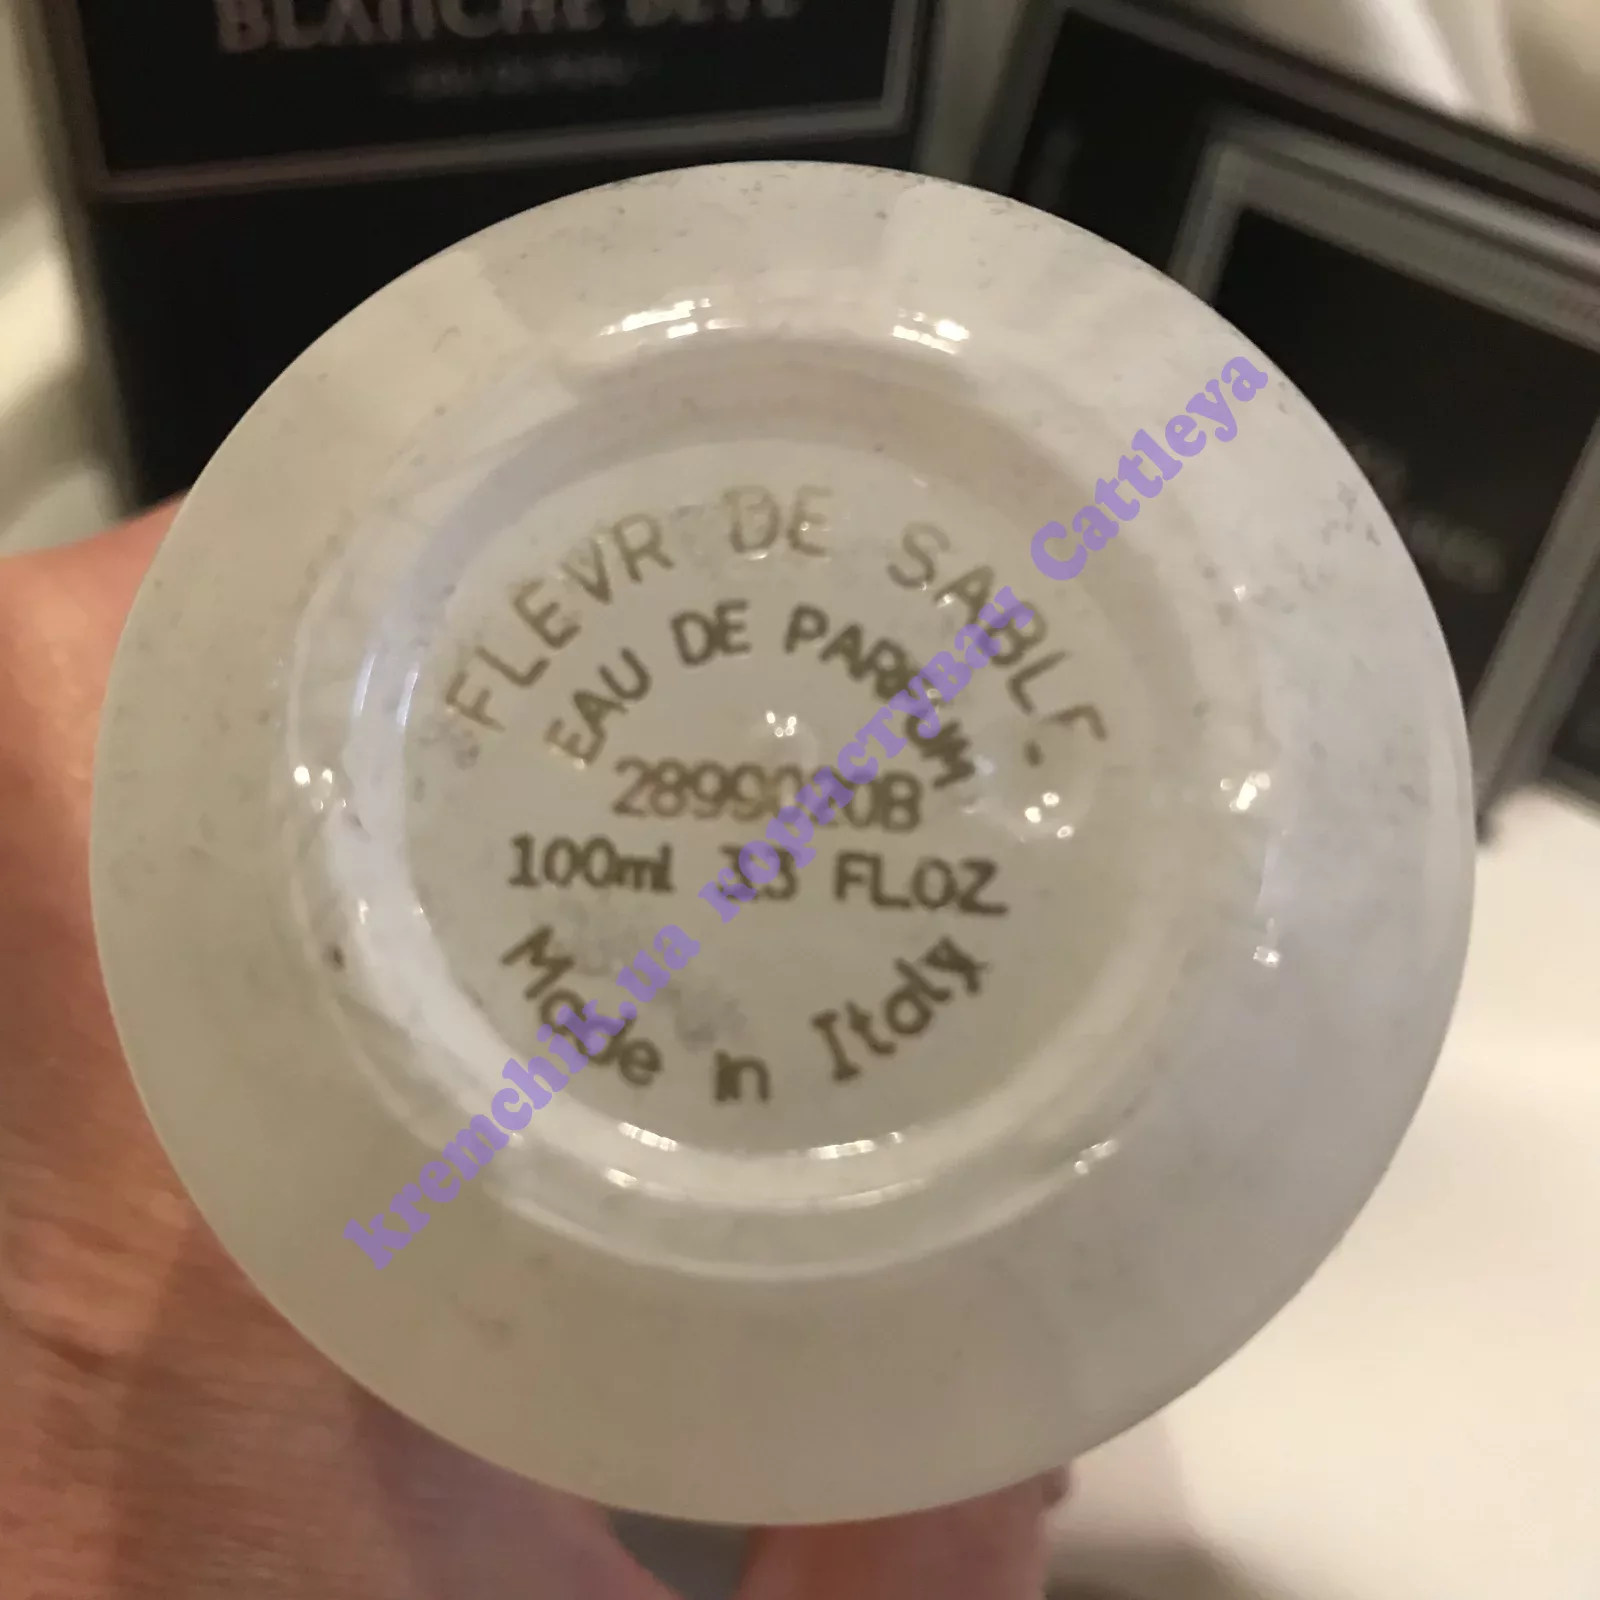 BLANCHE BÊTE
FLEVR DE SABLE.
EAU DE PARFUM
2899020B
100ml 3.3 FL.OZ
Made in Italy
kremchik.ua користувач Cattleya